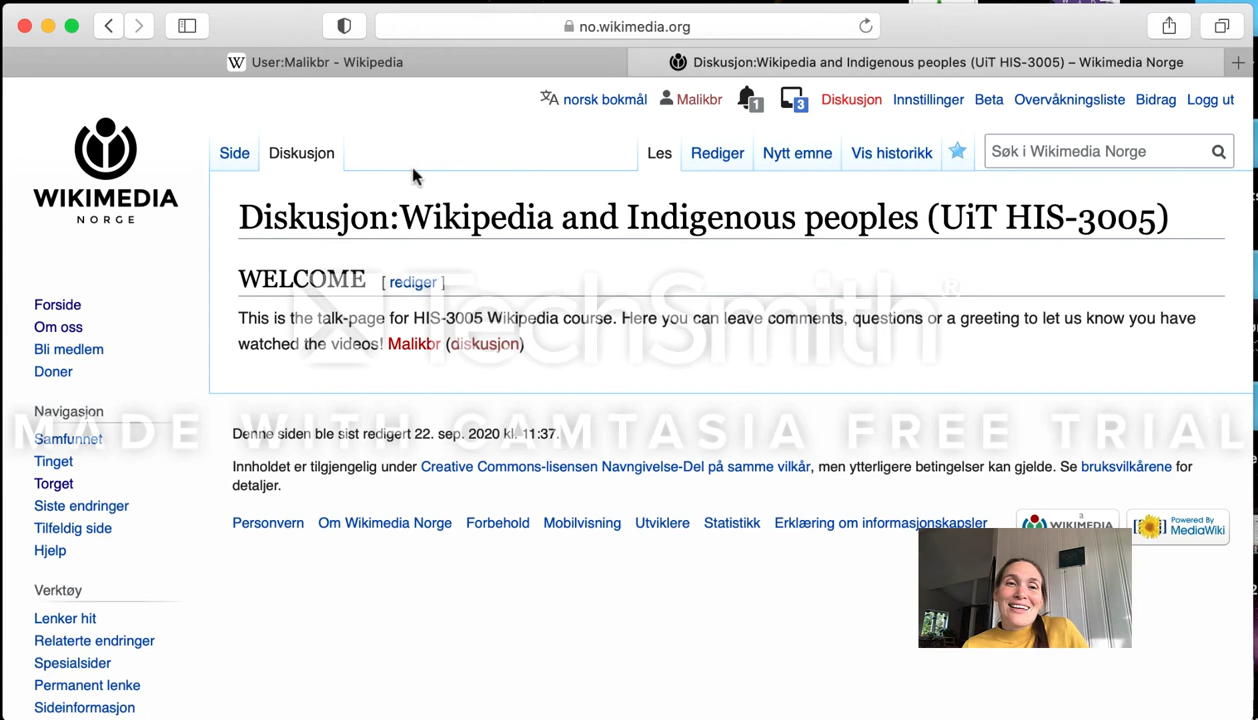 no.wikimedia.org
User:Malikbr - Wikipedia
Diskusjon:Wikipedia and Indigenous peoples (UiT HIS-3005) – Wikimedia Norge
norsk bokmål Malikbr 1 3 Diskusjon Innstillinger Beta Overvåkningsliste Bidrag Logg ut
Side Diskusjon Les Rediger Nytt emne Vis historikk Søk i Wikimedia Norge
WIKIMEDIA
NORGE
Diskusjon:Wikipedia and Indigenous peoples (UiT HIS-3005)
WELCOME [ rediger ]
This is the talk-page for HIS-3005 Wikipedia course. Here you can leave comments, questions or a greeting to let us know you have
watched the videos! Malikbr (diskusjon)
TechSmith®
MADE WITH CAMTASIA FREE TRIAL
Denne siden ble sist redigert 22. sep. 2020 kl. 11:37.
Innholdet er tilgjengelig under Creative Commons-lisensen Navngivelse-Del på samme vilkår, men ytterligere betingelser kan gjelde. Se bruksvilkårene for
detaljer.
Personvern Om Wikimedia Norge Forbehold Mobilvisning Utviklere Statistikk Erklæring om informasjonskapsler
a
WIKIMEDIA
Powered By
MediaWiki
Forside
Om oss
Bli medlem
Doner
Navigasjon
Samfunnet
Tinget
Torget
Siste endringer
Tilfeldig side
Hjelp
Verktøy
Lenker hit
Relaterte endringer
Spesialsider
Permanent lenke
Sideinformasjon